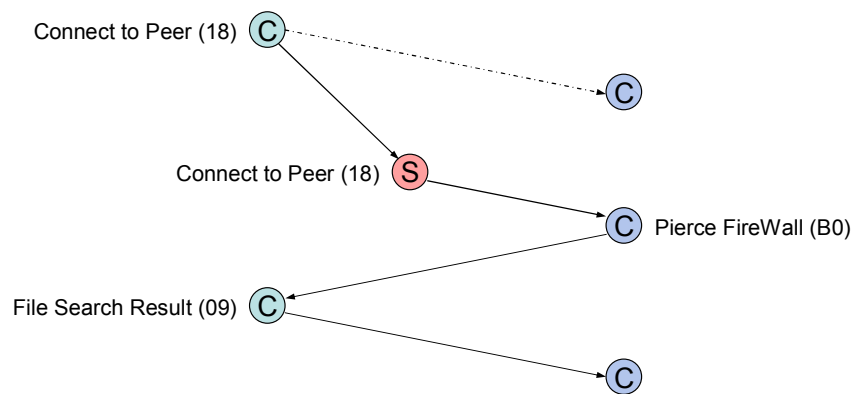 Connect to Peer (18) C
C
Connect to Peer (18) S
C Pierce FireWall (B0)
File Search Result (09) C
C